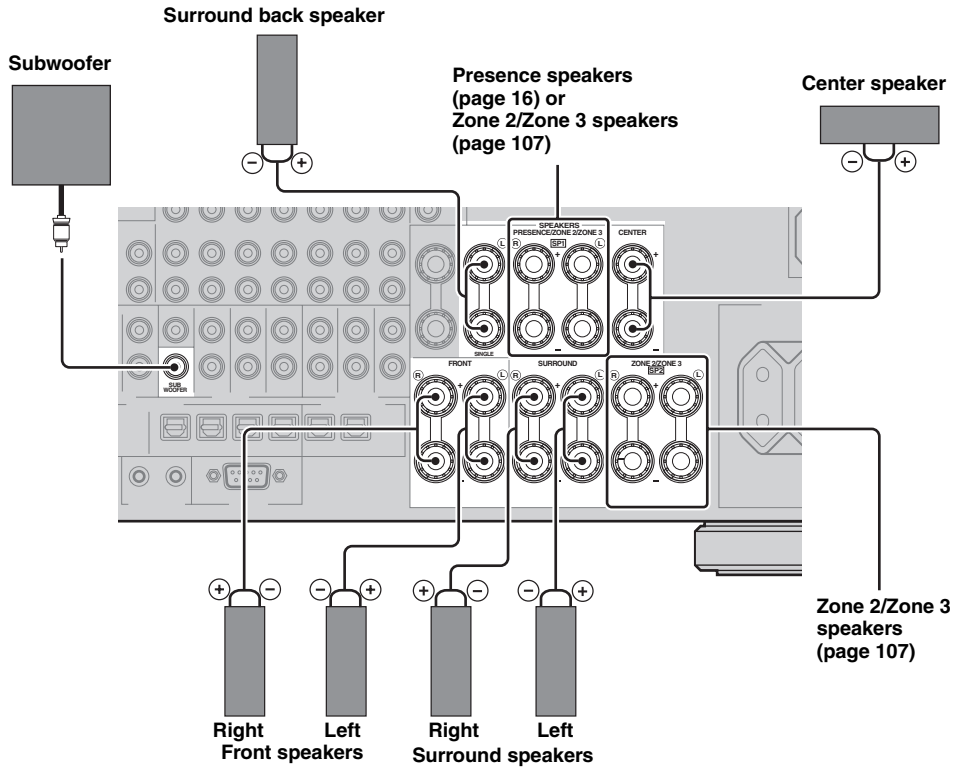 Surround back speaker
Subwoofer
Presence speakers
(page 16) or
Zone 2/Zone 3 speakers
(page 107)
Center speaker
− +
− +
SPEAKERS
PRESENCE/ZONE 2/ZONE 3
CENTER
L
R
SP1
L
+
+
−
−
SINGLE
FRONT
SURROUND
ZONE 2/ZONE 3
SP2
R
+
L
R
+
L
R
+
L
SUB
WOOFER
-
-
−
+ −
− +
+ −
− +
Zone 2/Zone 3
speakers
(page 107)
Right
Left
Right
Left
Front speakers
Surround speakers